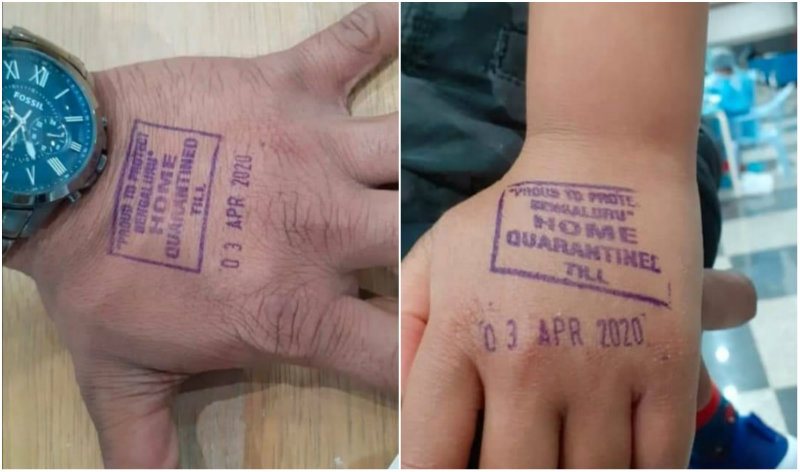 XII
FOSSIL
"PROUD TO PROTECT
BENGALURU"
HOME
QUARANTINED
TILL
03 APR 2020
"PROUD TO PROTE
BENGALURU"
HOME
QUARANTINED
TILL
03 APR 2020